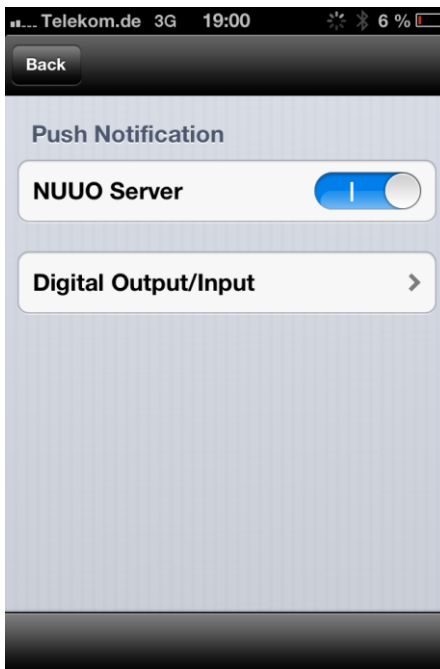 Telekom.de 3G 19:00 6 %
Back
Push Notification
NUUO Server
Digital Output/Input